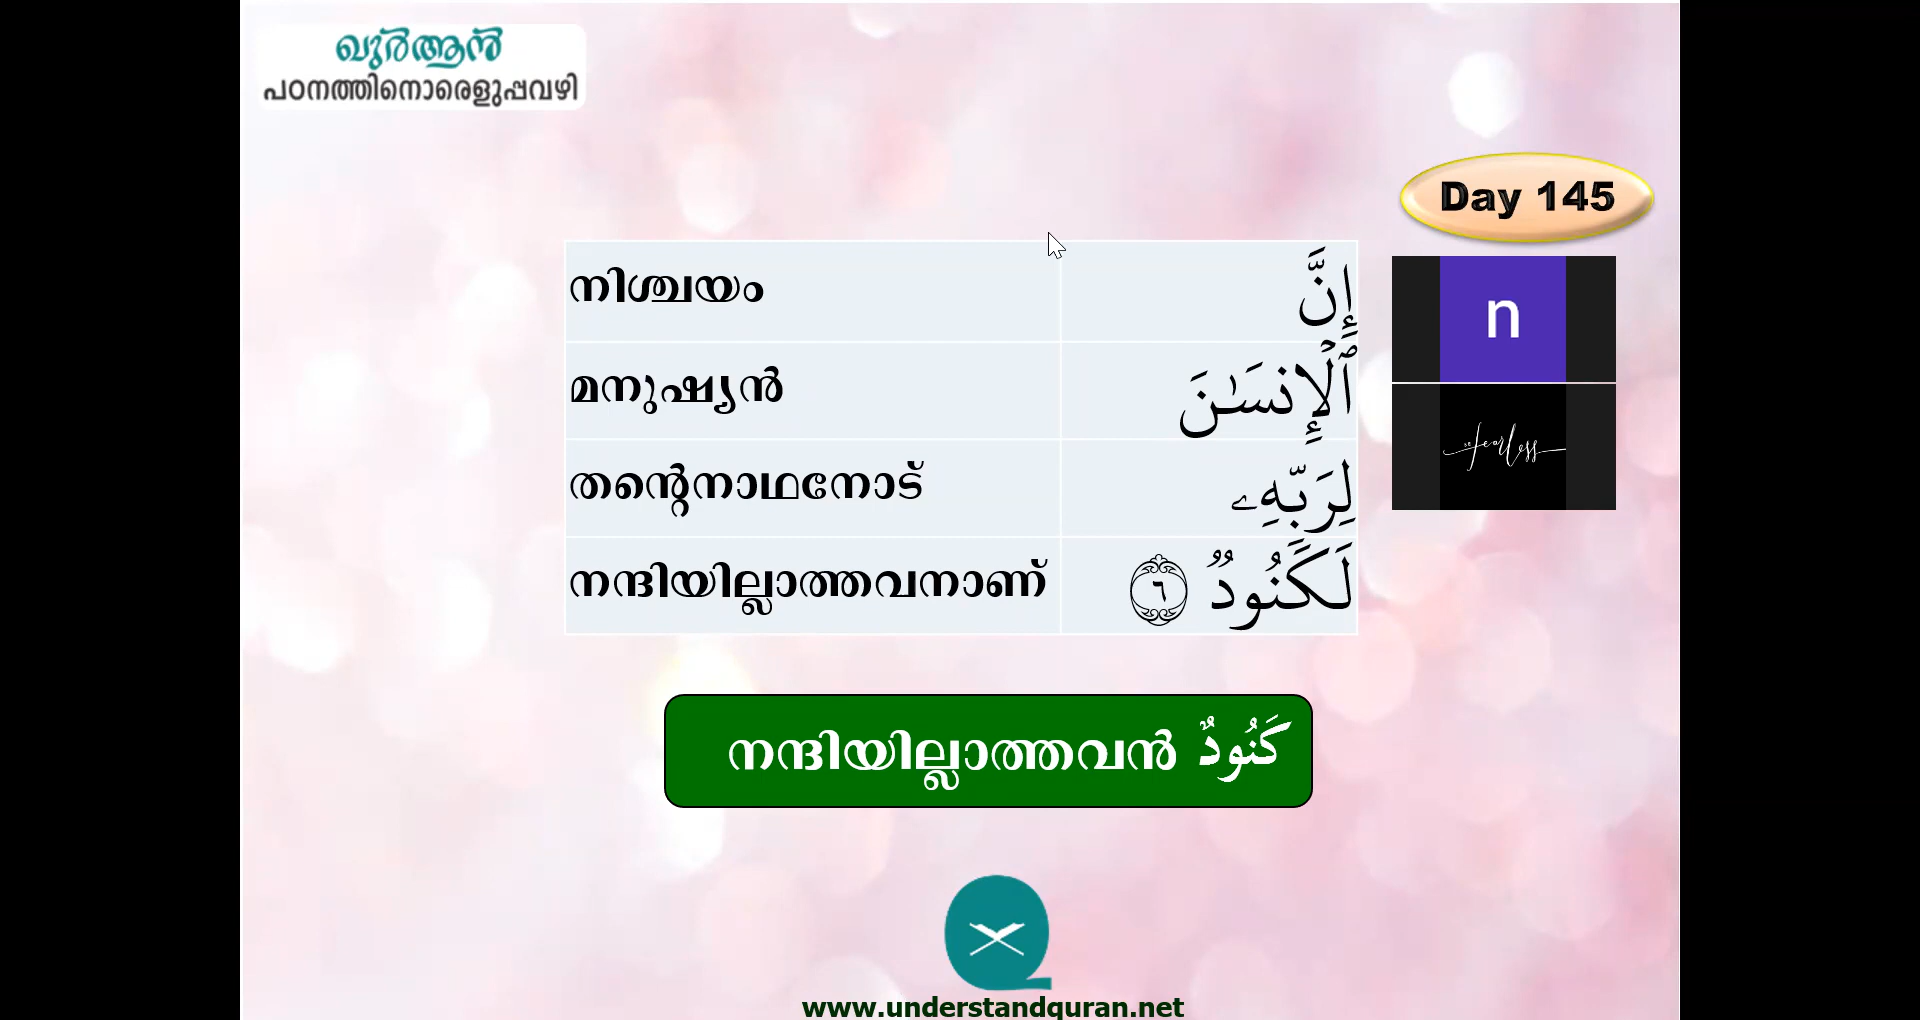 ഖുർആൻ
പഠനത്തിനൊരെളുപ്പവഴി
Day 145
നിശ്ചയം إِنَّ
മനുഷ്യൻ ٱلْإِنسَـٰنَ
തന്റെനാഥനോട് لِرَبِّهِۦ
നന്ദിയില്ലാത്തവനാണ് لَكَنُودٌ ٦
നന്ദിയില്ലാത്തവൻ كَنُودٌ
n
be fearless
www.understandquran.net